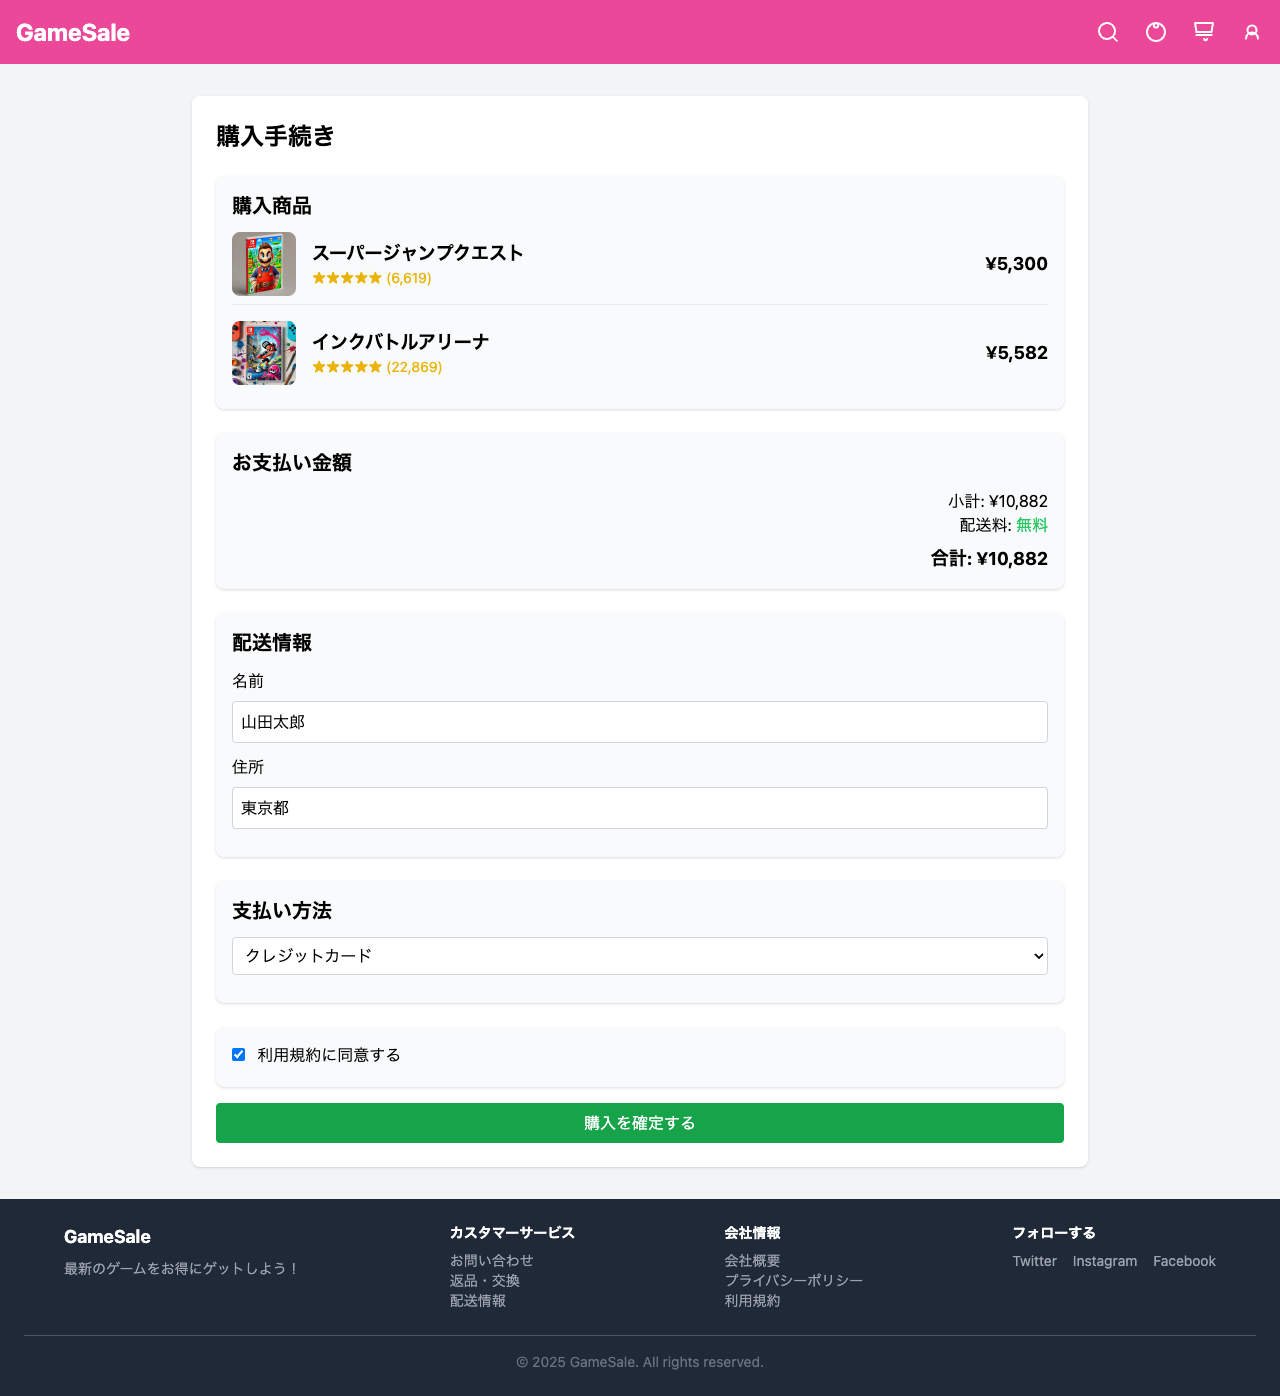 GameSale
購入手続き
購入商品
スーパージャンプクエスト
★★★★★ (6,619)
¥5,300
インクバトルアリーナ
★★★★★ (22,869)
¥5,582
お支払い金額
小計: ¥10,882
配送料: 無料
合計: ¥10,882
配送情報
名前
山田太郎
住所
東京都
支払い方法
クレジットカード
利用規約に同意する
購入を確定する
GameSale
最新のゲームをお得にゲットしよう！
カスタマーサービス
お問い合わせ
返品・交換
配送情報
会社情報
会社概要
プライバシーポリシー
利用規約
フォローする
Twitter Instagram Facebook
© 2025 GameSale. All rights reserved.